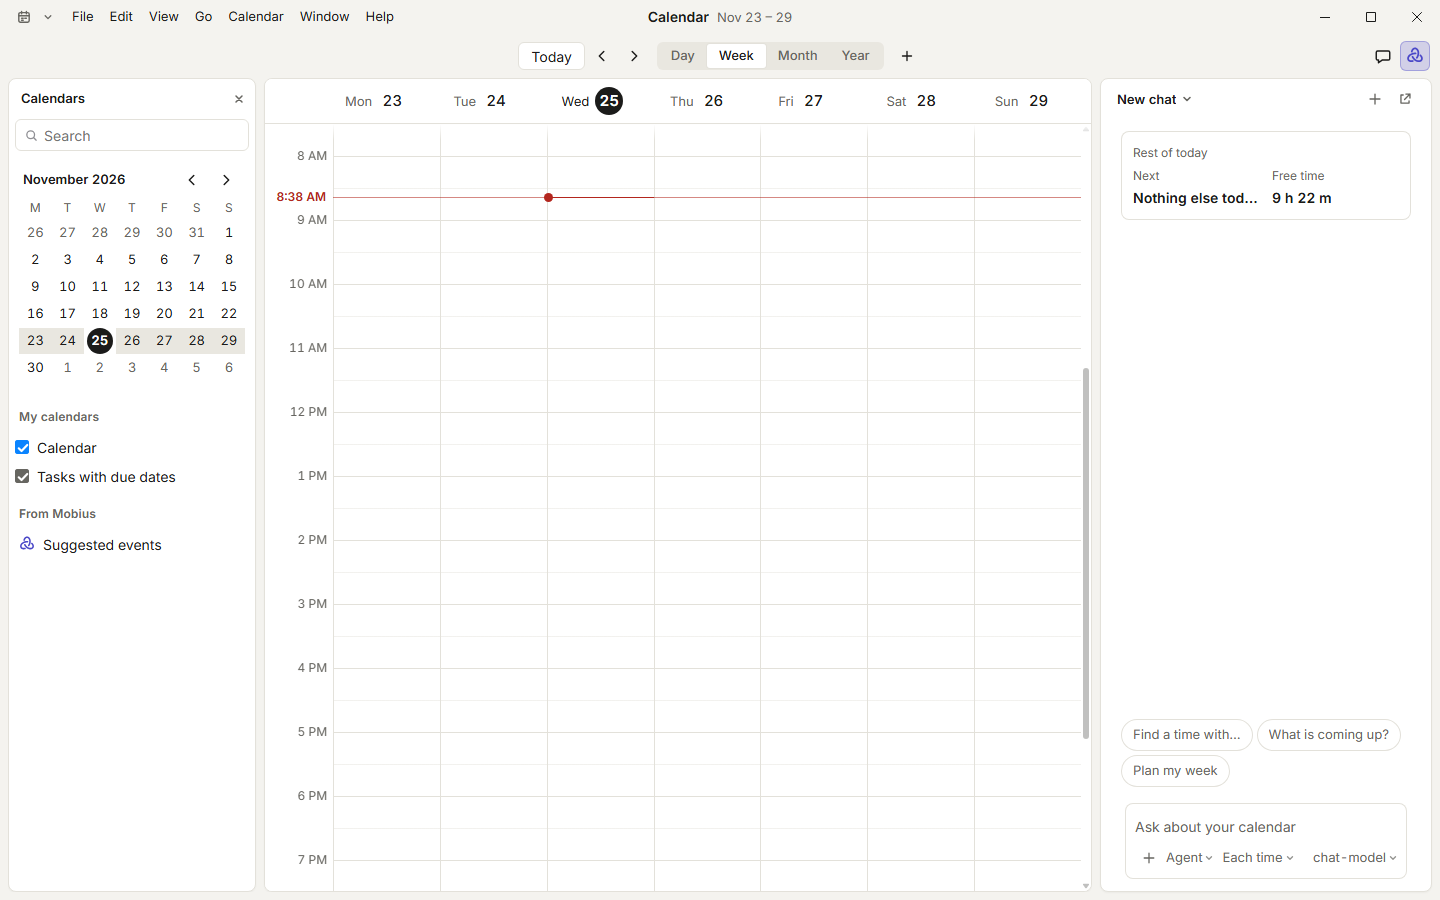 File Edit View Go Calendar Window Help
Calendar Nov 23 – 29
Today Day Week Month Year
Calendars
Search
November 2026
M T W T F S S
26 27 28 29 30 31 1
2 3 4 5 6 7 8
9 10 11 12 13 14 15
16 17 18 19 20 21 22
23 24 25 26 27 28 29
30 1 2 3 4 5 6
My calendars
Calendar
Tasks with due dates
From Mobius
Suggested events
Mon 23 Tue 24 Wed 25 Thu 26 Fri 27 Sat 28 Sun 29
8 AM
8:38 AM
9 AM
10 AM
11 AM
12 PM
1 PM
2 PM
3 PM
4 PM
5 PM
6 PM
7 PM
New chat
Rest of today
Next Free time
Nothing else tod... 9 h 22 m
Find a time with... What is coming up?
Plan my week
Ask about your calendar
Agent Each time chat-model